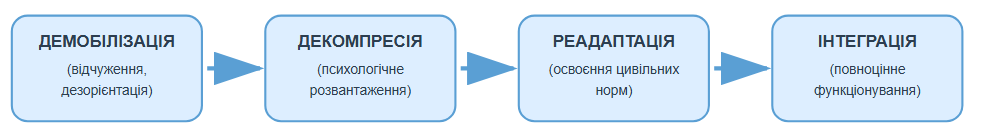 ДЕМОБІЛІЗАЦІЯ
(відчуження,
дезорієнтація)
ДЕКОМПРЕСІЯ
(психологічне
розвантаження)
РЕАДАПТАЦІЯ
(освоєння цивільних
норм)
ІНТЕГРАЦІЯ
(повноцінне
функціонування)